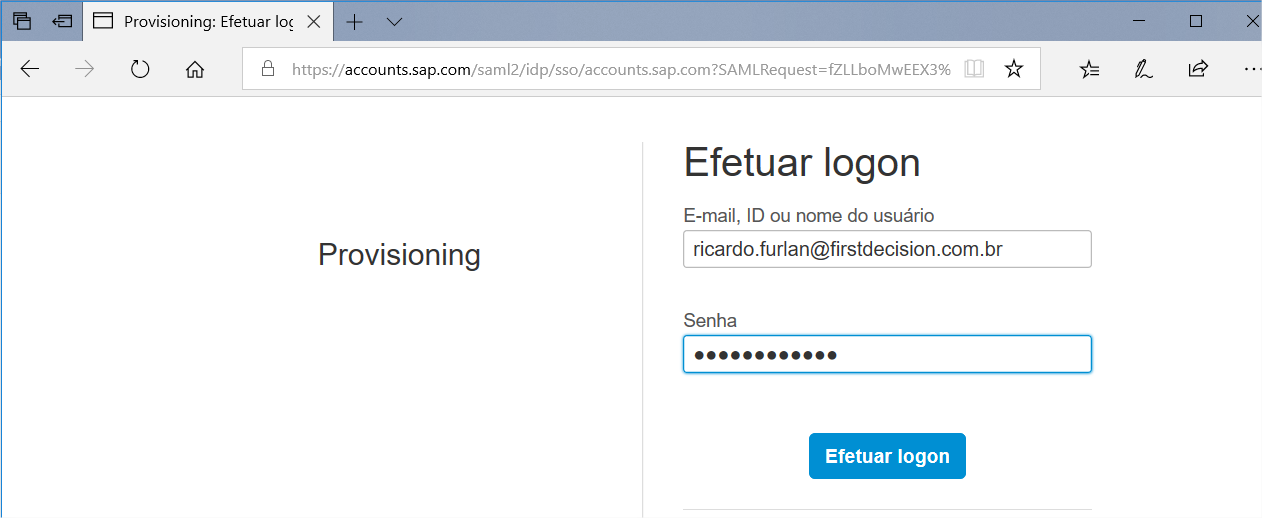 Provisioning: Efetuar log
https://accounts.sap.com/saml2/idp/sso/accounts.sap.com?SAMLRequest=fZLLboMwEEX3%
Efetuar logon
E-mail, ID ou nome do usuário
ricardo.furlan@firstdecision.com.br
Provisioning
Senha
••••••••••••
Efetuar logon